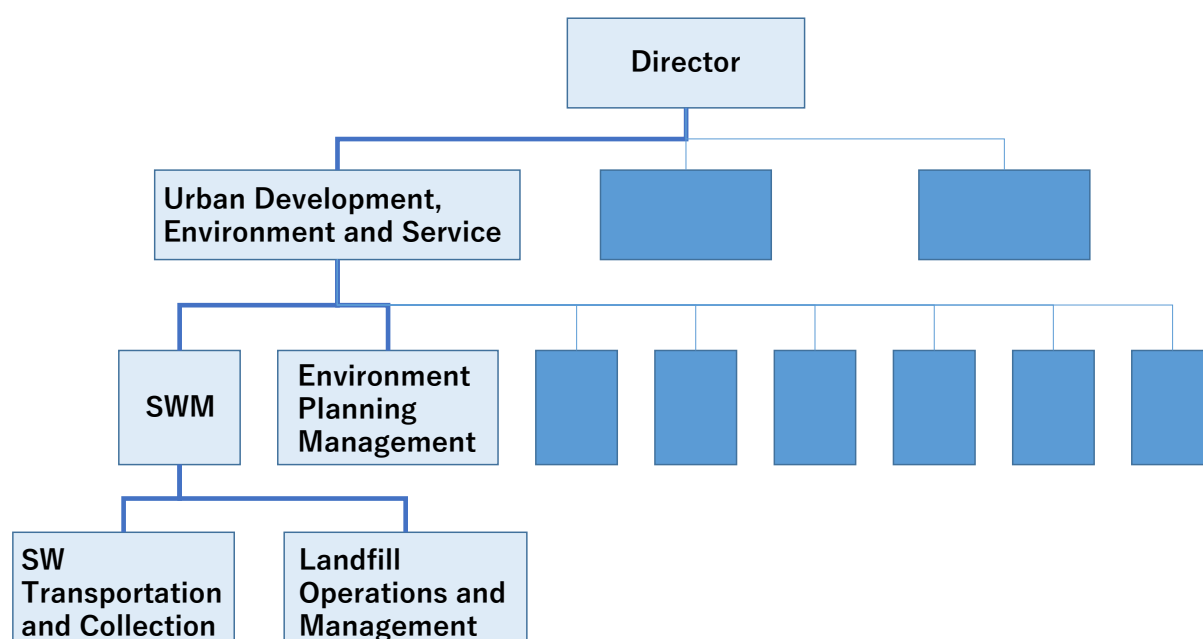 Director
Urban Development,
Environment and Service
SWM
Environment
Planning
Management
SW
Transportation
and Collection
Landfill
Operations and
Management